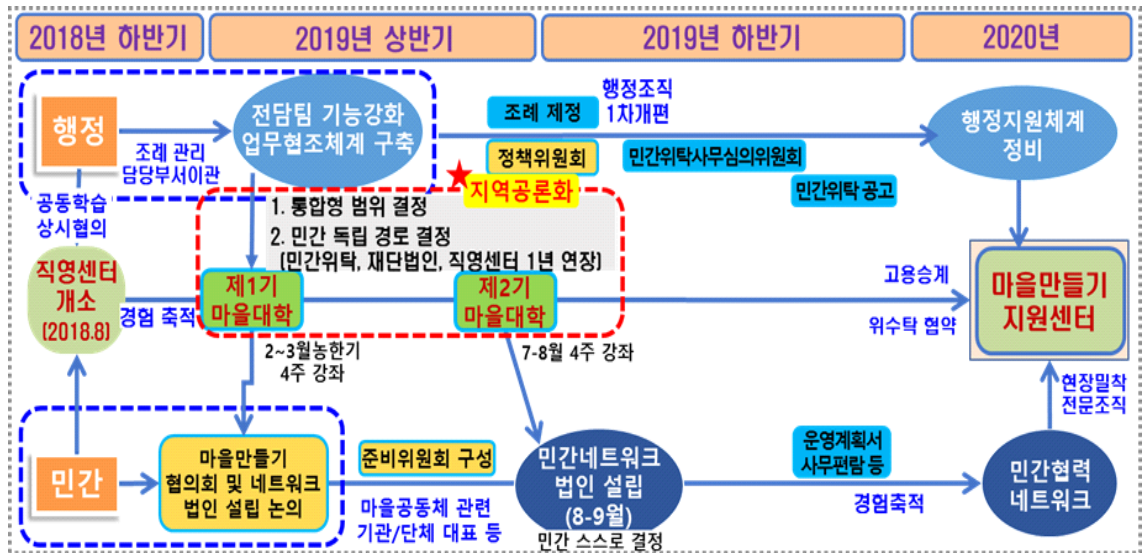 2018년 하반기
2019년 상반기
2019년 하반기
2020년
행정
조례 관리
담당부서이관
전담팀 기능강화
업무협조체계 구축
조례 제정
행정조직
1차개편
정책위원회
민간위탁사무심의위원회
민간위탁 공고
행정지원체계
정비
공동학습
상시협의
지역공론화
1. 통합형 범위 결정
2. 민간 독립 경로 결정
(민간위탁, 재단법인, 직영센터 1년 연장)
직영센터
개소
(2018.8)
경험 축적
제1기
마을대학
제2기
마을대학
고용승계
위수탁 협약
마을만들기
지원센터
2~3월농한기
4주 강좌
7-8월 4주 강좌
현장밀착
전문조직
민간
마을만들기
협의회 및 네트워크
법인 설립 논의
준비위원회 구성
마을공동체 관련
기관/단체 대표 등
민간네트워크
법인 설립
(8-9월)
민간 스스로 결정
운영계획서
사무편람 등
경험축적
민간협력
네트워크